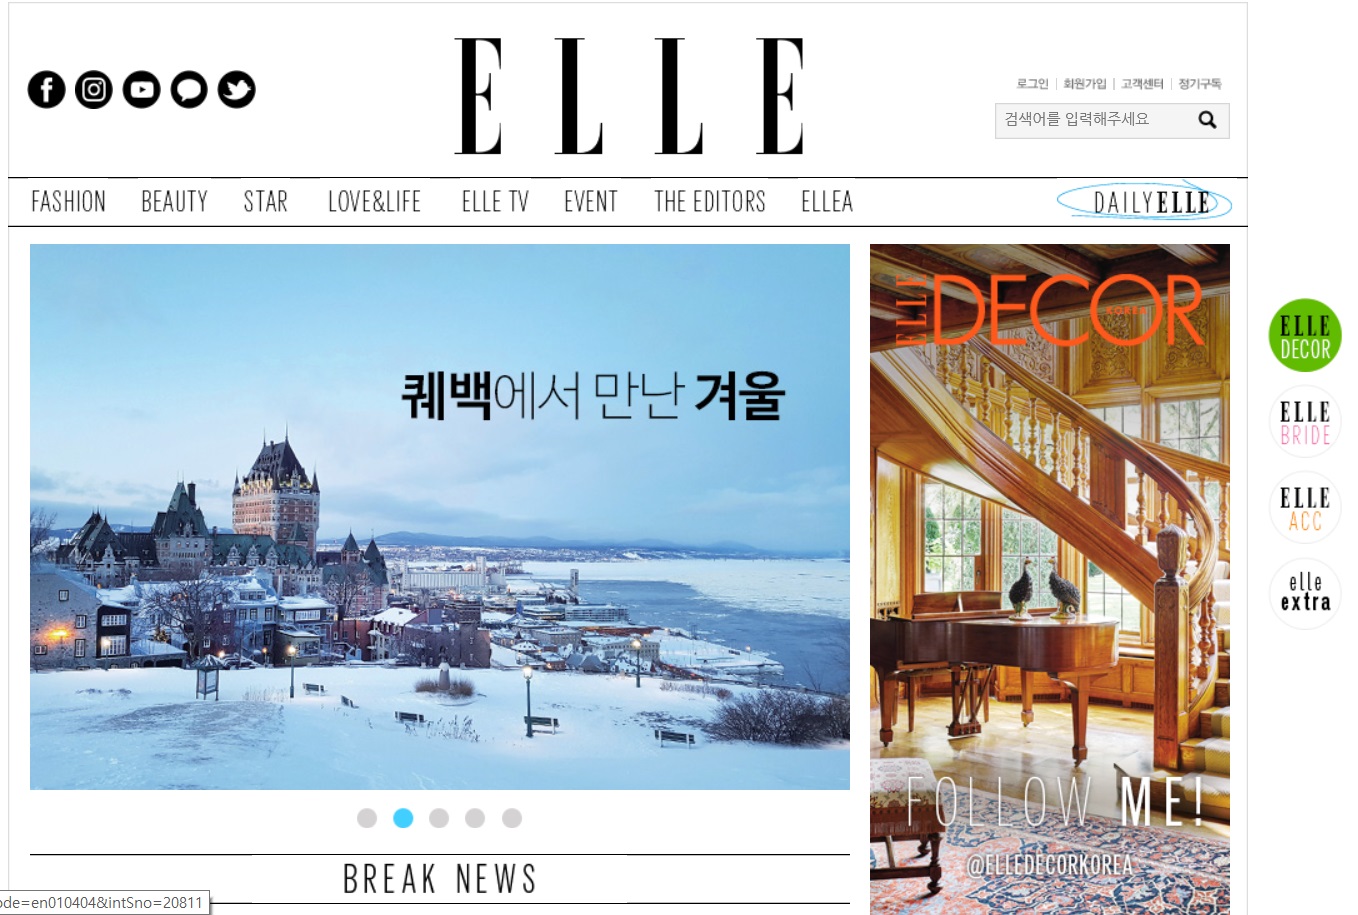 ELLE
로그인 | 회원가입 | 고객센터 | 정기구독
검색어를 입력해주세요
FASHION BEAUTY STAR LOVE&LIFE ELLE TV EVENT THE EDITORS ELLEA DAILYELLE
퀘백에서 만난 겨울
ELLE DECOR
KOREA
FOLLOW ME!
@ELLEDECORKOREA
ELLE
DECOR
ELLE
BRIDE
ELLE
ACC
elle
extra
BREAK NEWS
ode=en010404&intSno=20811